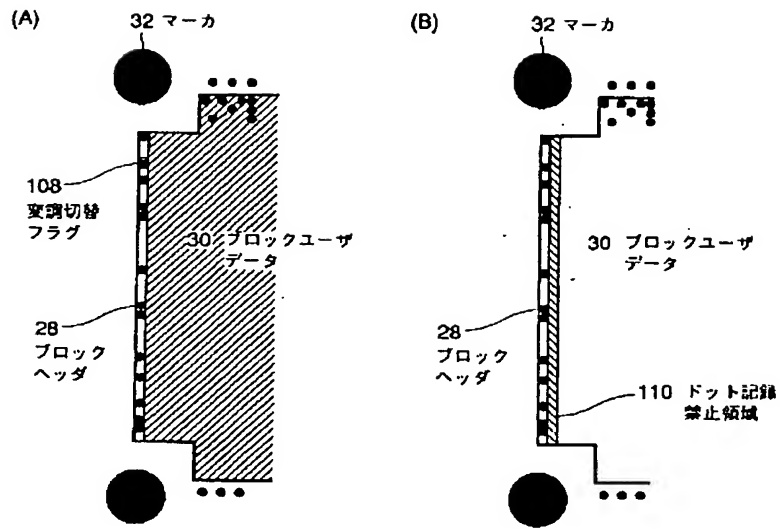 (A)
32 マーカ
108
変調切替
フラグ
30 ブロックユーザ
データ
28
ブロック
ヘッダ
(B)
32 マーカ
30 ブロックユーザ
データ
28
ブロック
ヘッダ
110 ドット記録
禁止領域